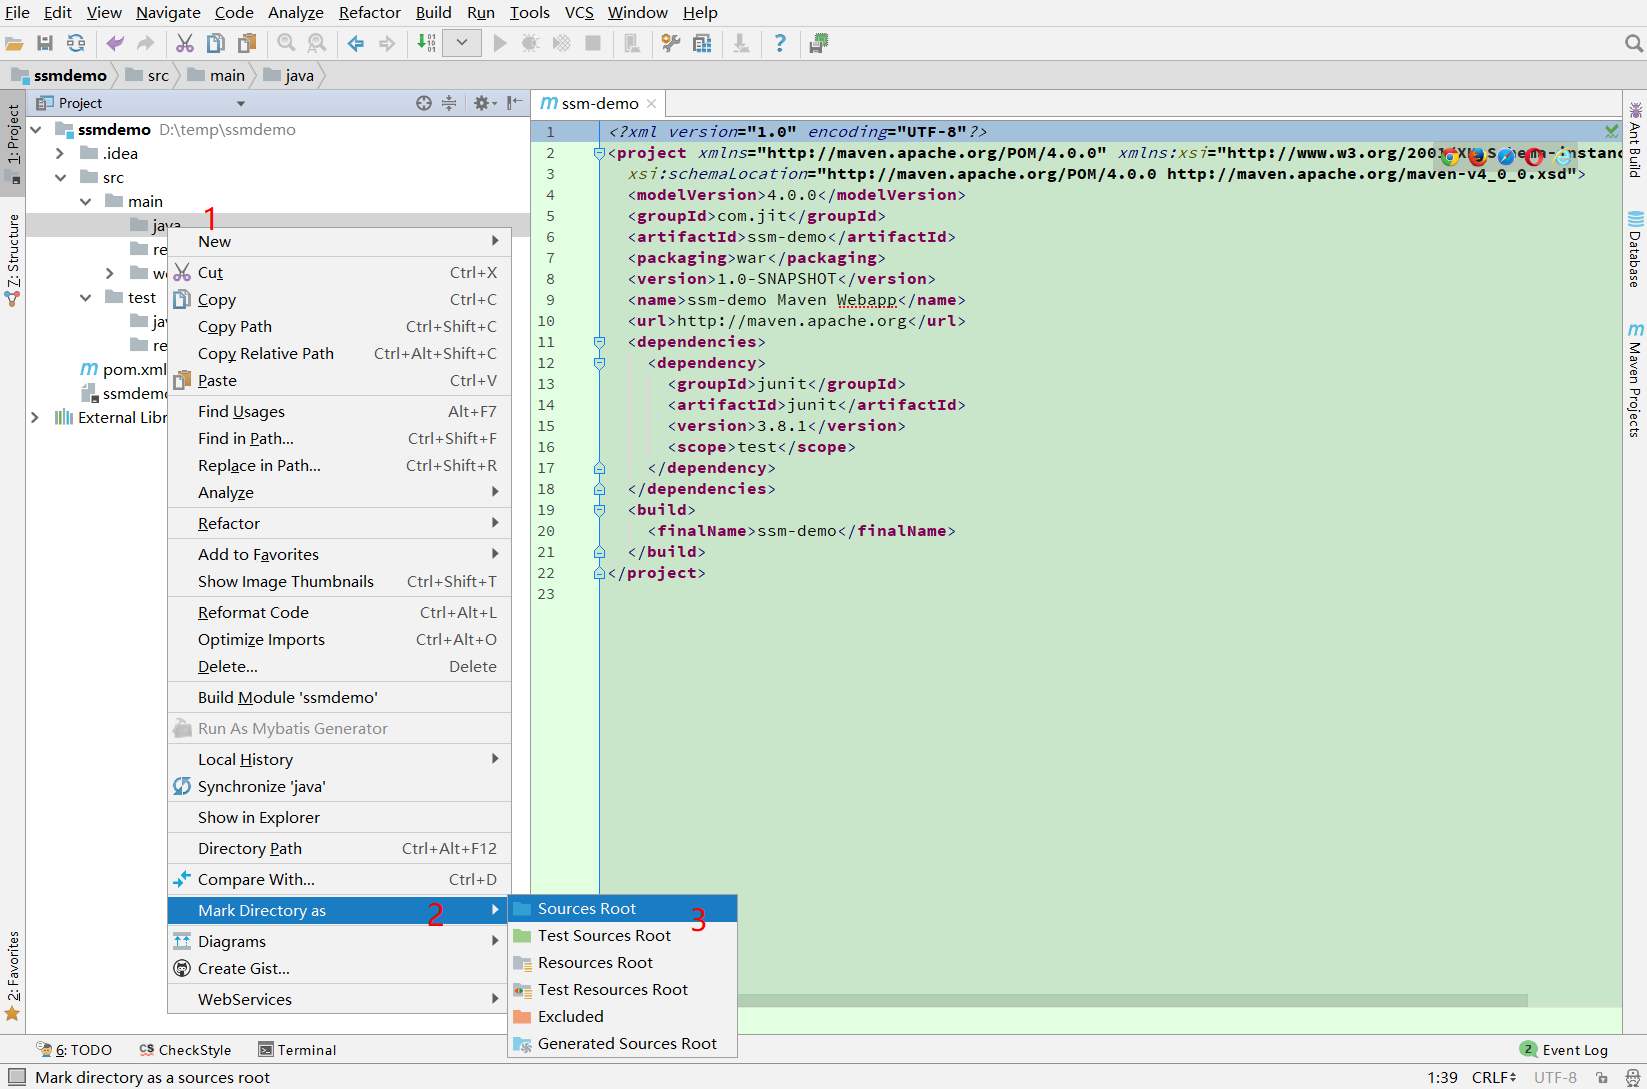 File Edit View Navigate Code Analyze Refactor Build Run Tools VCS Window Help
ssmdemo src main java
1: Project
7: Structure
2: Favorites
Project
ssmdemo D:\temp\ssmdemo
.idea
src
main
java 1
re
we
test
jav
re
pom.xml
ssmdemo
External Libr
New
Cut Ctrl+X
Copy Ctrl+C
Copy Path Ctrl+Shift+C
Copy Relative Path Ctrl+Alt+Shift+C
Paste Ctrl+V
Find Usages Alt+F7
Find in Path... Ctrl+Shift+F
Replace in Path... Ctrl+Shift+R
Analyze
Refactor
Add to Favorites
Show Image Thumbnails Ctrl+Shift+T
Reformat Code Ctrl+Alt+L
Optimize Imports Ctrl+Alt+O
Delete... Delete
Build Module 'ssmdemo'
Run As Mybatis Generator
Local History
Synchronize 'java'
Show in Explorer
Directory Path Ctrl+Alt+F12
Compare With... Ctrl+D
Mark Directory as 2
Diagrams
Create Gist...
WebServices
Sources Root 3
Test Sources Root
Resources Root
Test Resources Root
Excluded
Generated Sources Root
ssm-demo
1 <?xml version="1.0" encoding="UTF-8"?>
2 <project xmlns="http://maven.apache.org/POM/4.0.0" xmlns:xsi="http://www.w3.org/2001/XMLSchema-instanc
3 xsi:schemaLocation="http://maven.apache.org/POM/4.0.0 http://maven.apache.org/maven-v4_0_0.xsd">
4 <modelVersion>4.0.0</modelVersion>
5 <groupId>com.jit</groupId>
6 <artifactId>ssm-demo</artifactId>
7 <packaging>war</packaging>
8 <version>1.0-SNAPSHOT</version>
9 <name>ssm-demo Maven Webapp</name>
10 <url>http://maven.apache.org</url>
11 <dependencies>
12 <dependency>
13 <groupId>junit</groupId>
14 <artifactId>junit</artifactId>
15 <version>3.8.1</version>
16 <scope>test</scope>
17 </dependency>
18 </dependencies>
19 <build>
20 <finalName>ssm-demo</finalName>
21 </build>
22 </project>
23
Ant Build
Database
Maven Projects
6: TODO CheckStyle Terminal 2 Event Log
Mark directory as a sources root 1:39 CRLF UTF-8